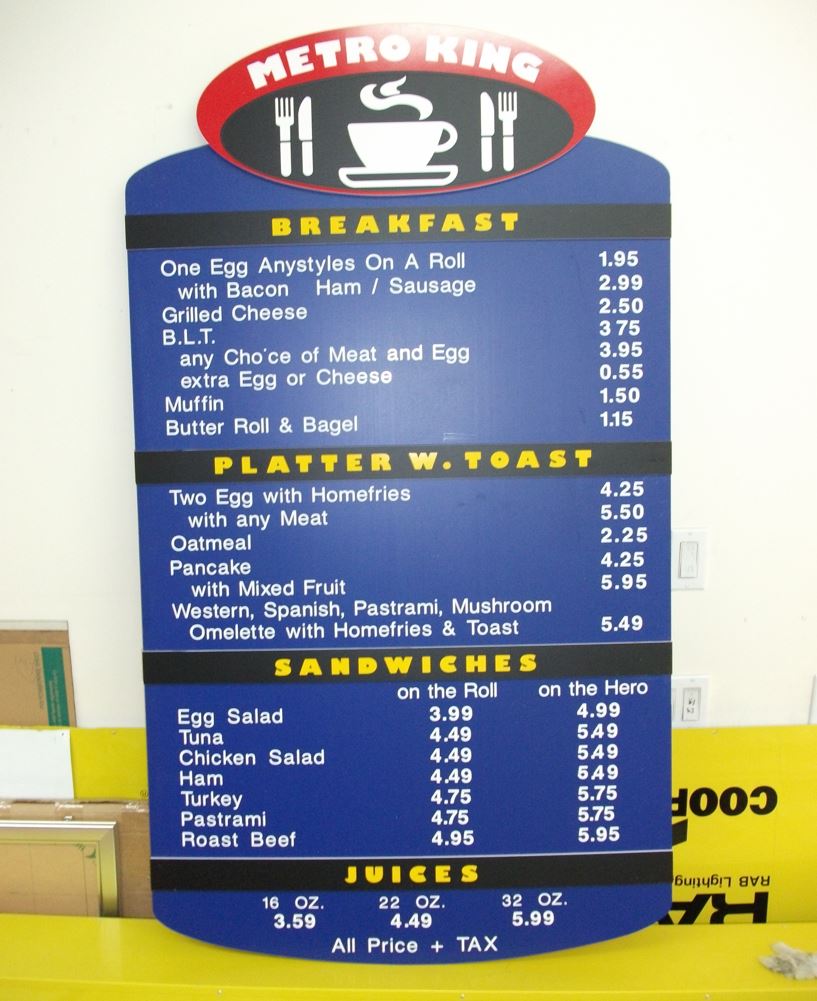 METRO KING
BREAKFAST
One Egg Anystyles On A Roll 1.95
with Bacon Ham / Sausage 2.99
Grilled Cheese 2.50
B.L.T. 3 75
any Cho'ce of Meat and Egg 3.95
extra Egg or Cheese 0.55
Muffin 1.50
Butter Roll & Bagel 1.15
PLATTER W. TOAST
Two Egg with Homefries 4.25
with any Meat 5.50
Oatmeal 2.25
Pancake 4.25
with Mixed Fruit 5.95
Western, Spanish, Pastrami, Mushroom
Omelette with Homefries & Toast 5.49
SANDWICHES
on the Roll on the Hero
Egg Salad 3.99 4.99
Tuna 4.49 5.49
Chicken Salad 4.49 5.49
Ham 4.49 5.49
Turkey 4.75 5.75
Pastrami 4.75 5.75
Roast Beef 4.95 5.95
JUICES
16 OZ. 22 OZ. 32 OZ.
3.59 4.49 5.99
All Price + TAX
RAB Lighting